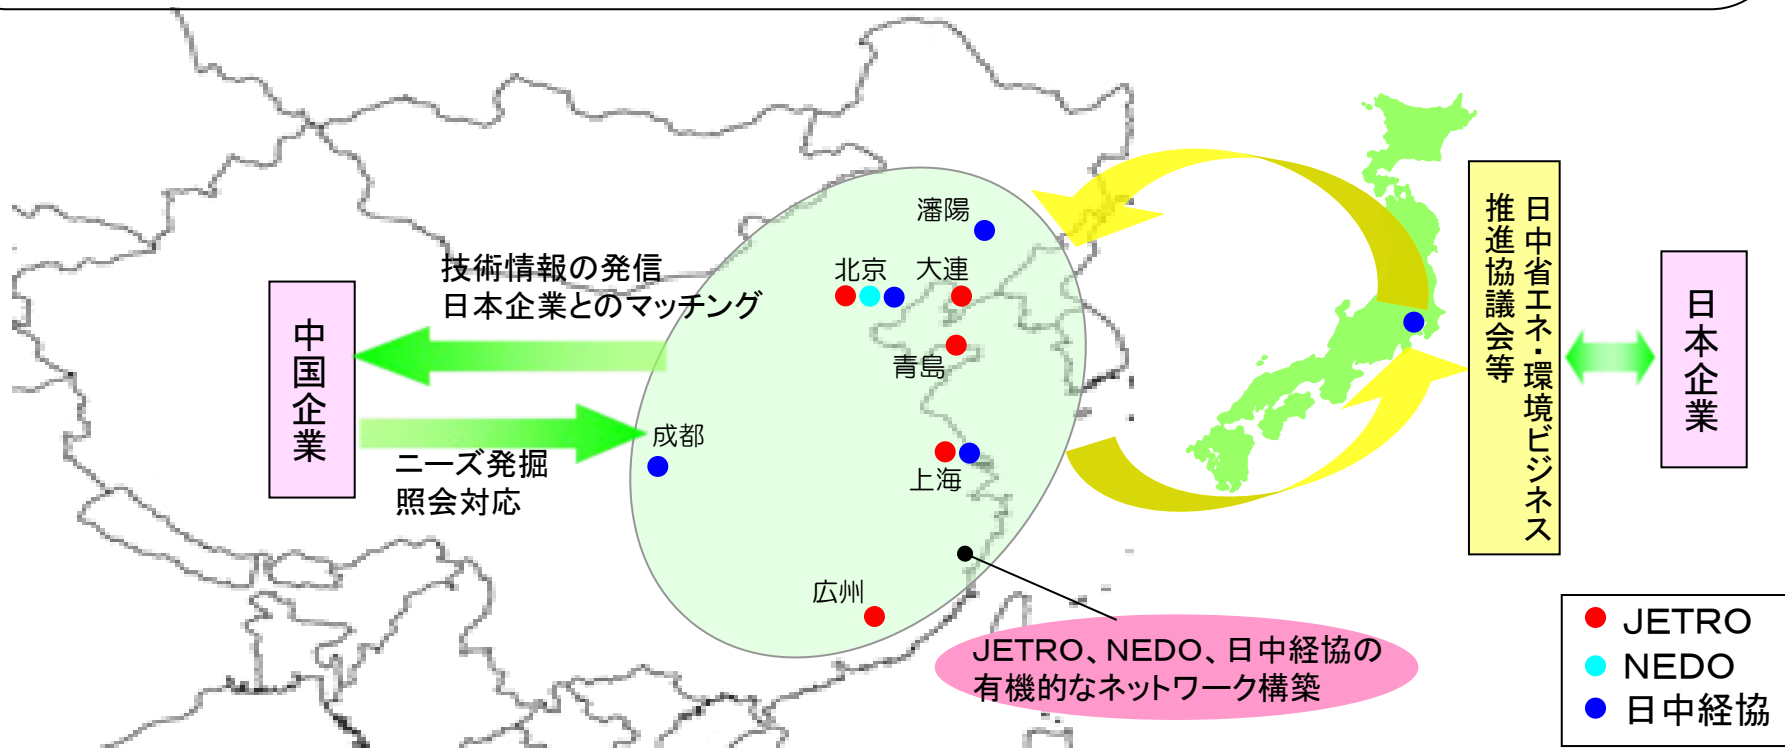 瀋陽
北京
大連
青島
成都
上海
広州
技術情報の発信
日本企業とのマッチング
中国企業
ニーズ発掘
照会対応
日中省エネ・環境ビジネス
推進協議会等
日本企業
JETRO、NEDO、日中経協の
有機的なネットワーク構築
JETRO
NEDO
日中経協